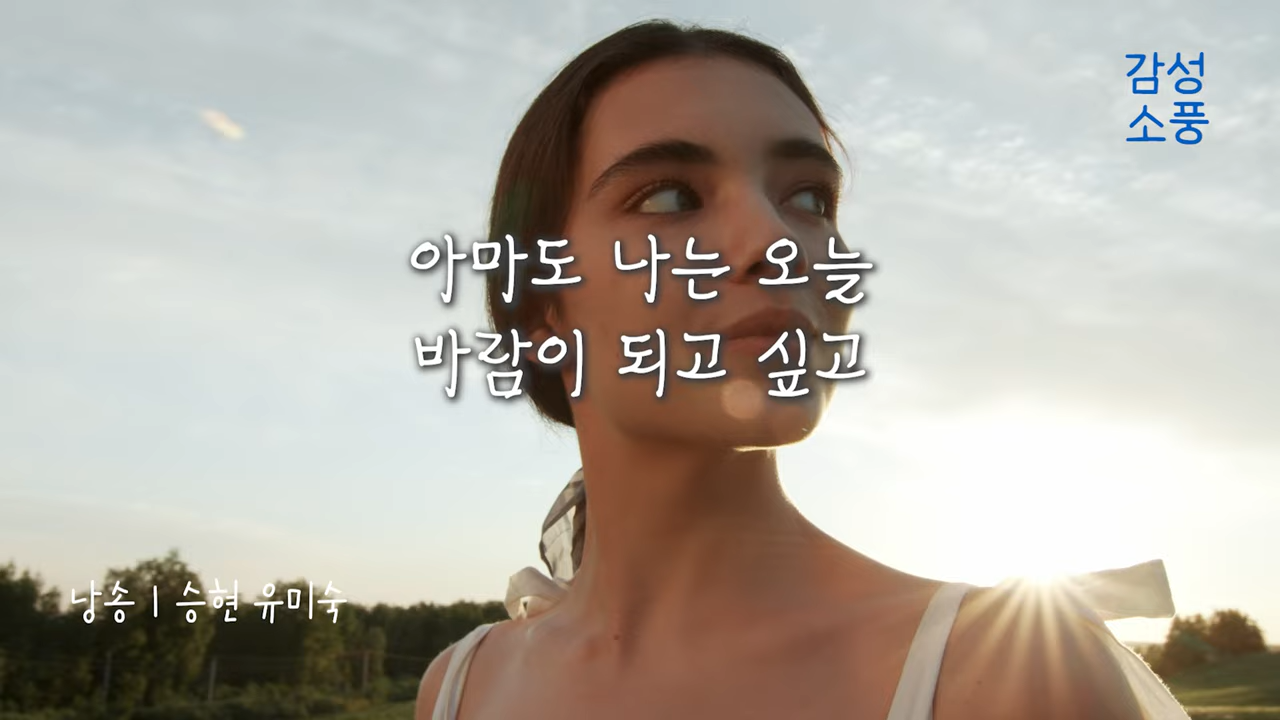 감성
소풍
아마도 나는 오늘
바람이 되고 싶고
낭송 | 승현 유미숙